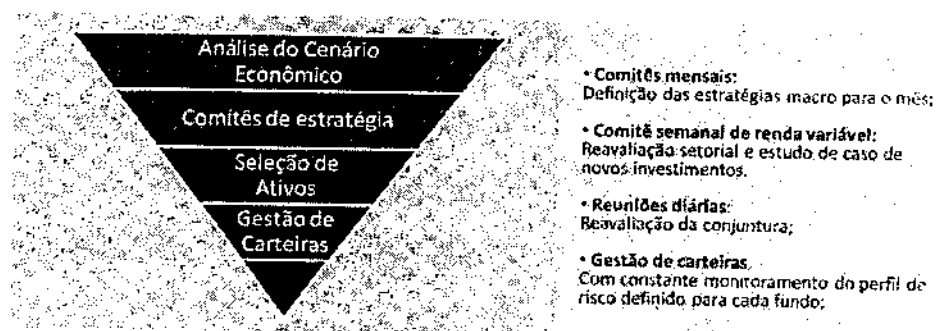 Análise do Cenário
Econômico
Comitês de estratégia
Seleção de
Ativos
Gestão de
Carteiras
• Comitês mensais:
Definição das estratégias macro para o mês;
• Comitê semanal de renda variável:
Reavaliação setorial e estudo de caso de
novos investimentos.
• Reuniões diárias:
Reavaliação da conjuntura;
• Gestão de carteiras
Com constante monitoramento do perfil de
risco definido para cada fundo;